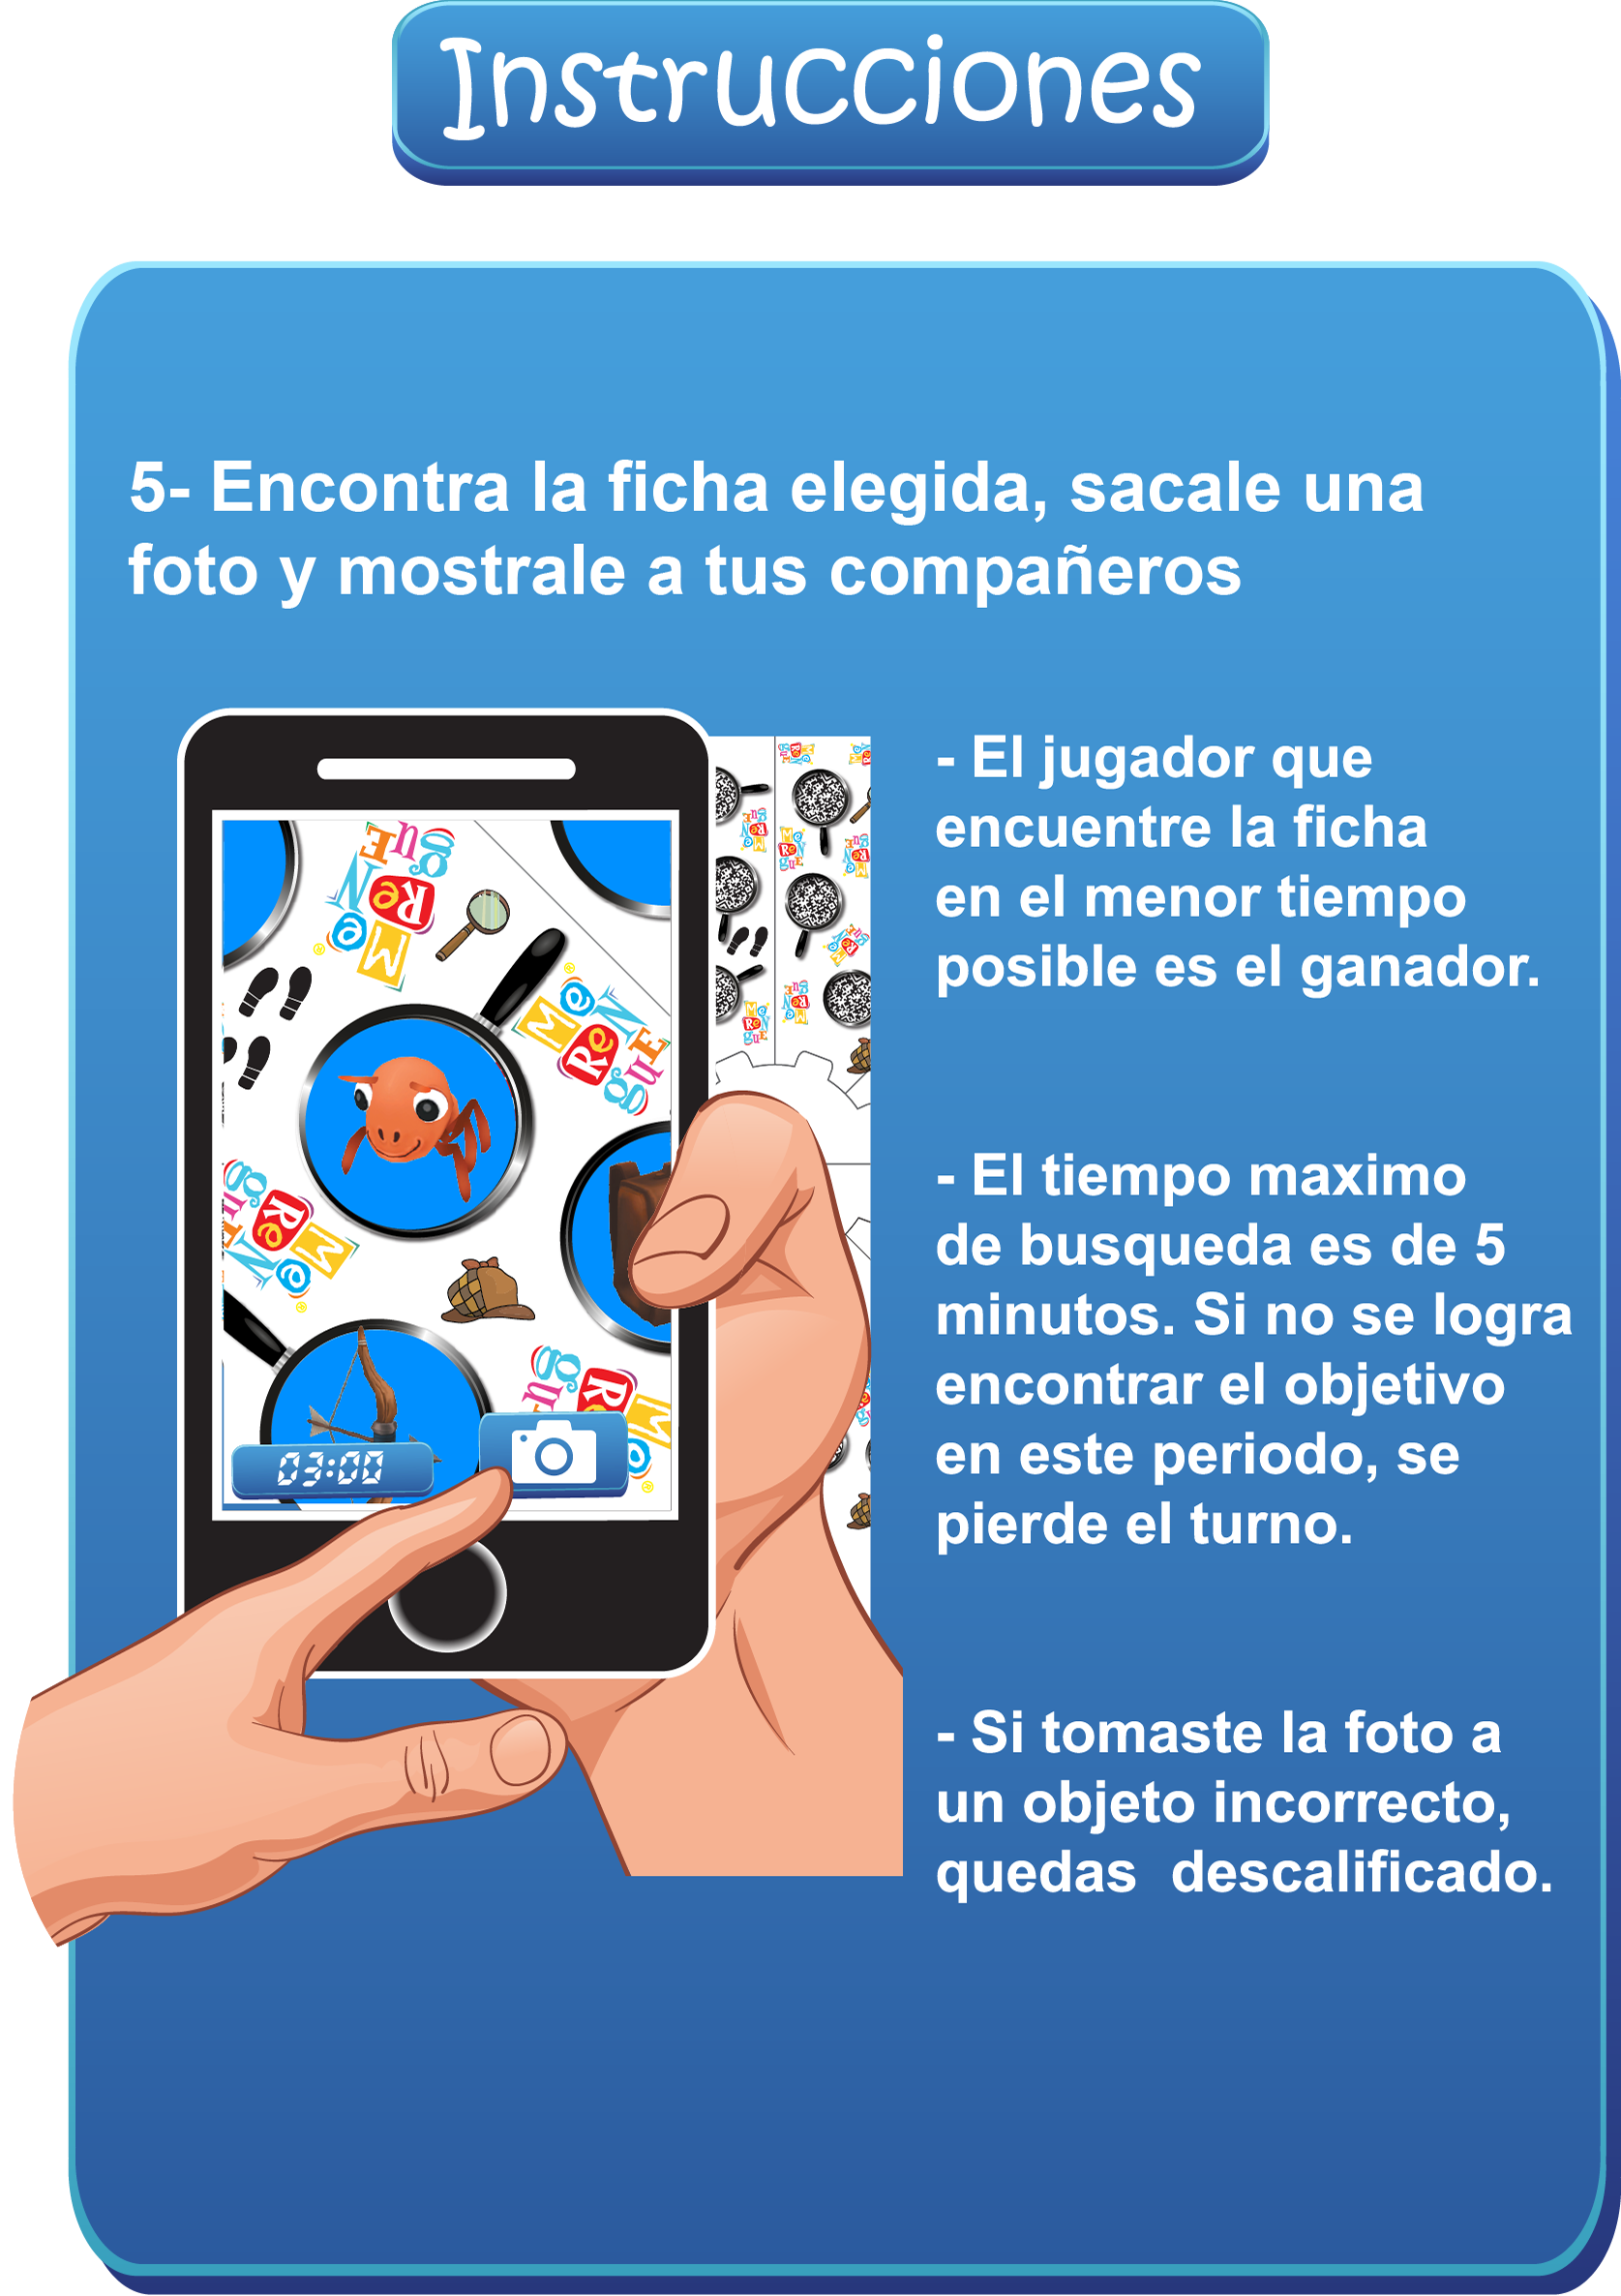 Instrucciones
5- Encontra la ficha elegida, sacale una
foto y mostrale a tus compañeros
- El jugador que
encuentre la ficha
en el menor tiempo
posible es el ganador.
- El tiempo maximo
de busqueda es de 5
minutos. Si no se logra
encontrar el objetivo
en este periodo, se
pierde el turno.
- Si tomaste la foto a
un objeto incorrecto,
quedas  descalificado.
MeReNguE
MeReNguE
MeReNguE
03:00